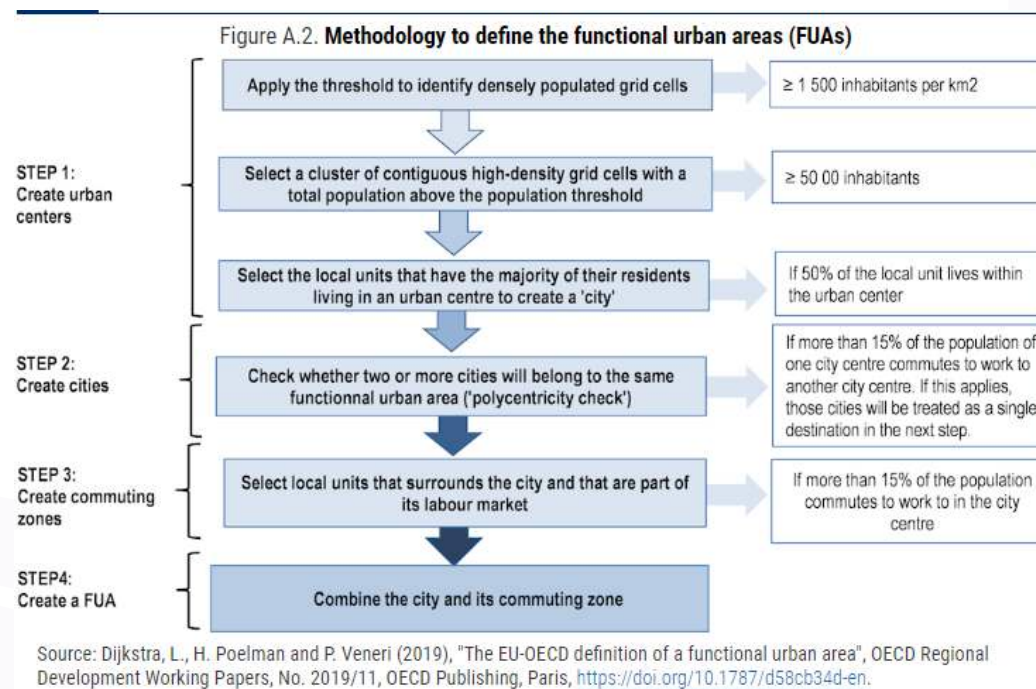 Figure A.2. Methodology to define the functional urban areas (FUAs)
STEP 1:
Create urban
centers
Apply the threshold to identify densely populated grid cells
≥ 1 500 inhabitants per km2
Select a cluster of contiguous high-density grid cells with a
total population above the population threshold
≥ 50 00 inhabitants
Select the local units that have the majority of their residents
living in an urban centre to create a 'city'
If 50% of the local unit lives within
the urban center
STEP 2:
Create cities
Check whether two or more cities will belong to the same
functionnal urban area ('polycentricity check')
If more than 15% of the population of
one city centre commutes to work to
another city centre. If this applies,
those cities will be treated as a single
destination in the next step.
STEP 3:
Create commuting
zones
Select local units that surrounds the city and that are part of
its labour market
If more than 15% of the population
commutes to work to in the city
centre
STEP4:
Create a FUA
Combine the city and its commuting zone
Source: Dijkstra, L., H. Poelman and P. Veneri (2019), "The EU-OECD definition of a functional urban area", OECD Regional
Development Working Papers, No. 2019/11, OECD Publishing, Paris, https://doi.org/10.1787/d58cb34d-en.